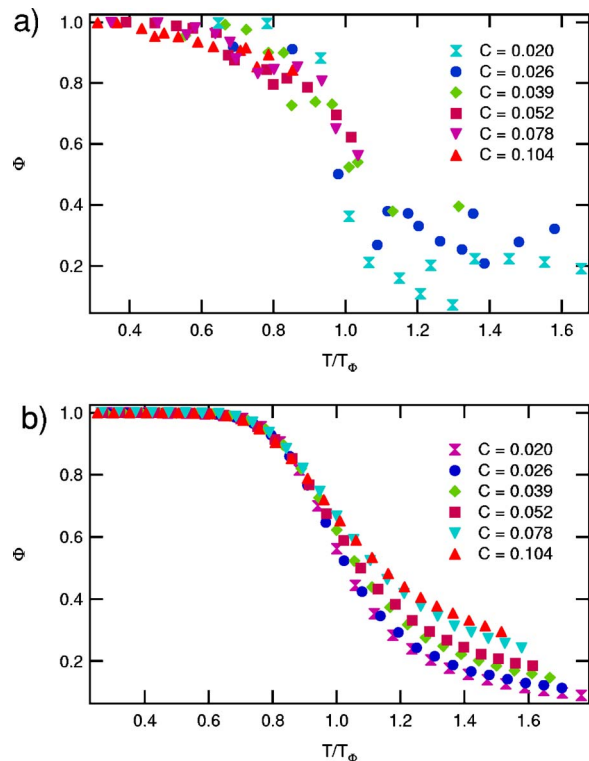 a)
1.0
0.8
0.6
0.4
0.2
Φ
C = 0.020
C = 0.026
C = 0.039
C = 0.052
C = 0.078
C = 0.104
0.4 0.6 0.8 1.0 1.2 1.4 1.6
T/TΦ
b)
1.0
0.8
0.6
0.4
0.2
Φ
C = 0.020
C = 0.026
C = 0.039
C = 0.052
C = 0.078
C = 0.104
0.4 0.6 0.8 1.0 1.2 1.4 1.6
T/TΦ